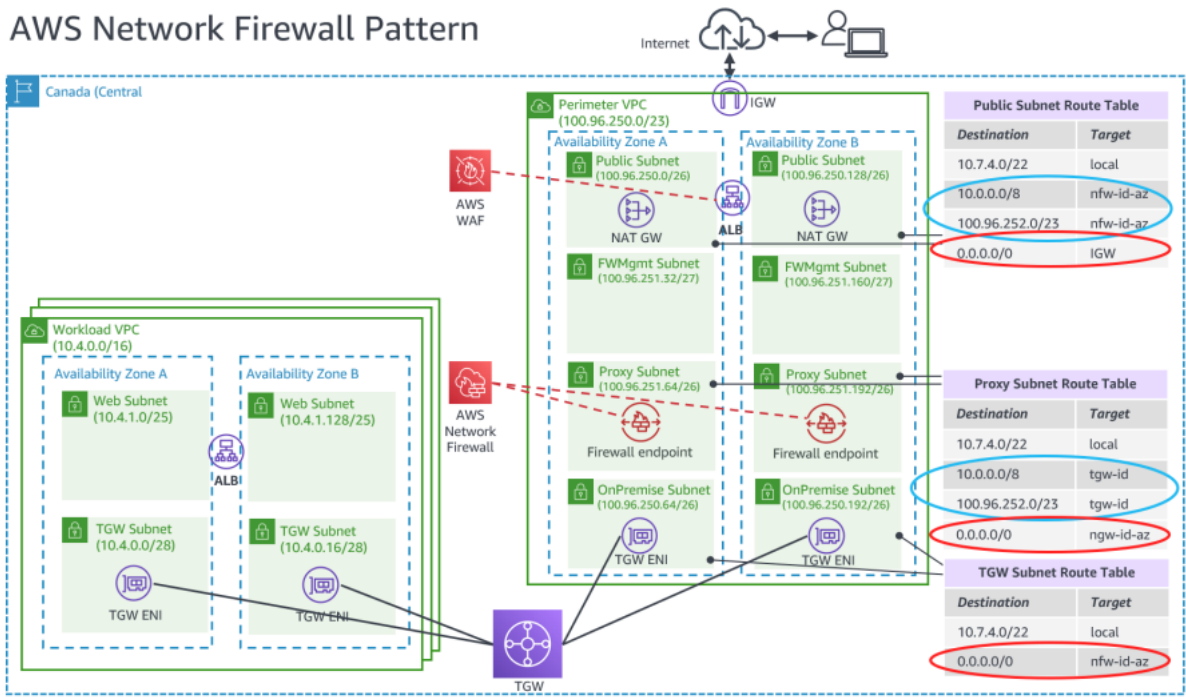 AWS Network Firewall Pattern
Internet
Canada (Central
IGW
Perimeter VPC
(100.96.250.0/23)
Availability Zone A
Public Subnet
(100.96.250.0/26)
NAT GW
FWMgmt Subnet
(100.96.251.32/27)
Proxy Subnet
(100.96.251.64/26)
Firewall endpoint
OnPremise Subnet
(100.96.250.64/26)
TGW ENI
ALB
Availability Zone B
Public Subnet
(100.96.250.128/26)
NAT GW
FWMgmt Subnet
(100.96.251.160/27)
Proxy Subnet
(100.96.251.192/26)
Firewall endpoint
OnPremise Subnet
(100.96.250.192/26)
TGW ENI
AWS
WAF
AWS
Network
Firewall
Workload VPC
(10.4.0.0/16)
Availability Zone A
Web Subnet
(10.4.1.0/25)
TGW Subnet
(10.4.0.0/28)
TGW ENI
ALB
Availability Zone B
Web Subnet
(10.4.1.128/25)
TGW Subnet
(10.4.0.16/28)
TGW ENI
TGW
Public Subnet Route Table
Destination Target
10.7.4.0/22 local
10.0.0.0/8 nfw-id-az
100.96.252.0/23 nfw-id-az
0.0.0.0/0 IGW
Proxy Subnet Route Table
Destination Target
10.7.4.0/22 local
10.0.0.0/8 tgw-id
100.96.252.0/23 tgw-id
0.0.0.0/0 ngw-id-az
TGW Subnet Route Table
Destination Target
10.7.4.0/22 local
0.0.0.0/0 nfw-id-az